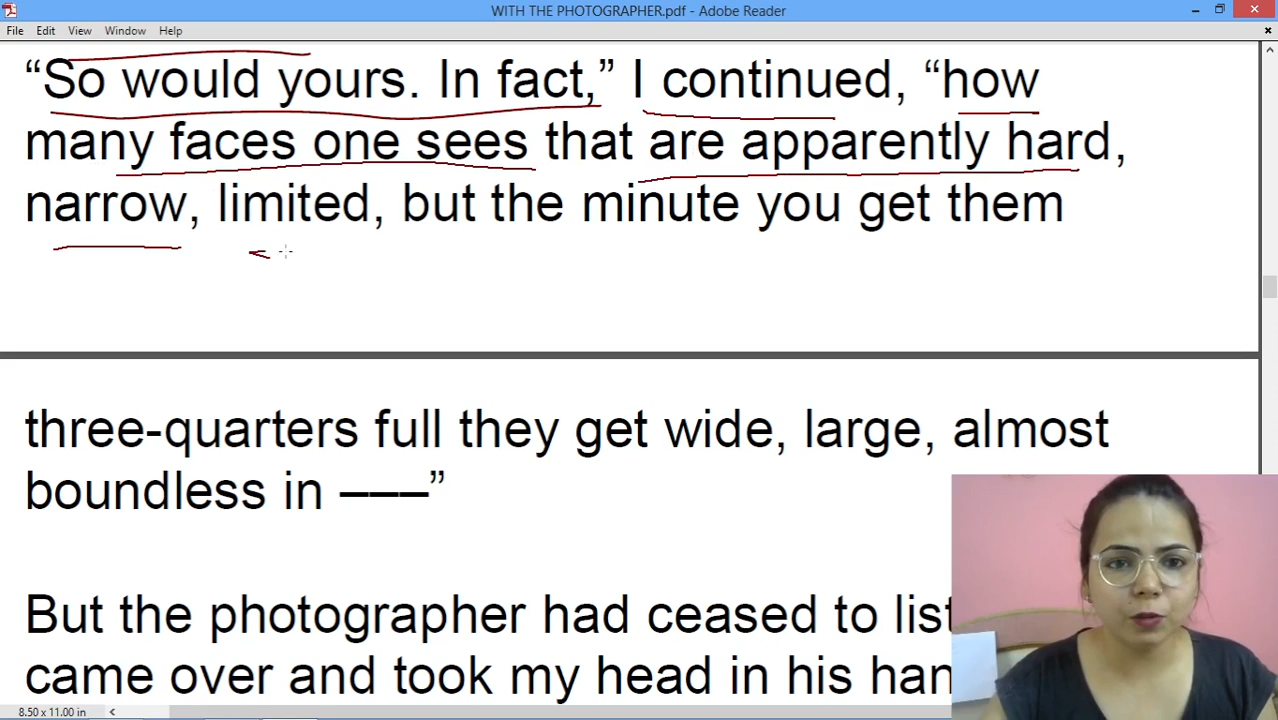 WITH THE PHOTOGRAPHER.pdf - Adobe Reader
File Edit View Window Help
“So would yours. In fact,” I continued, “how
many faces one sees that are apparently hard,
narrow, limited, but the minute you get them
three-quarters full they get wide, large, almost
boundless in –––”
But the photographer had ceased to list
came over and took my head in his han
8.50 x 11.00 in